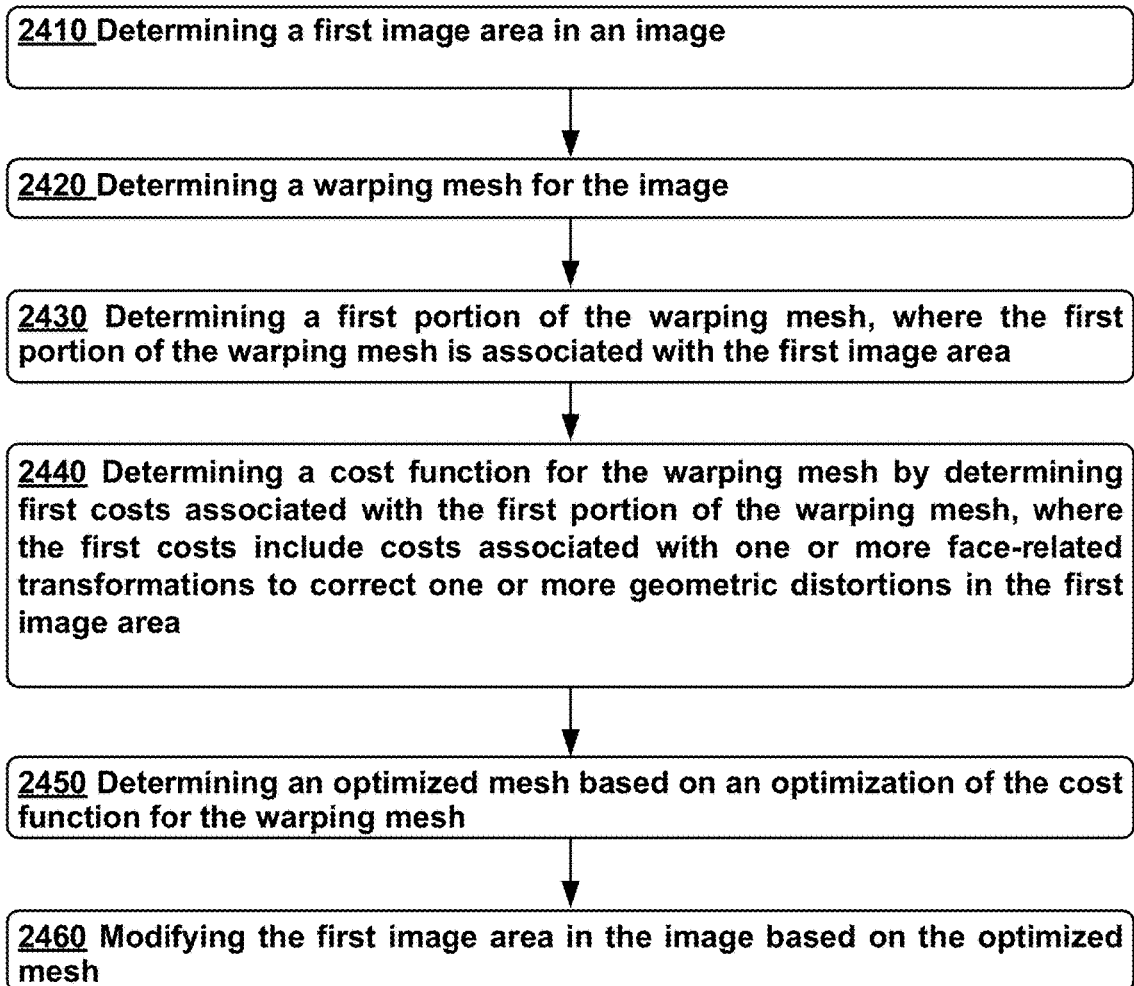 2410 Determining a first image area in an image
2420 Determining a warping mesh for the image
2430 Determining a first portion of the warping mesh, where the first
portion of the warping mesh is associated with the first image area
2440 Determining a cost function for the warping mesh by determining
first costs associated with the first portion of the warping mesh, where
the first costs include costs associated with one or more face-related
transformations to correct one or more geometric distortions in the first
image area
2450 Determining an optimized mesh based on an optimization of the cost
function for the warping mesh
2460 Modifying the first image area in the image based on the optimized
mesh